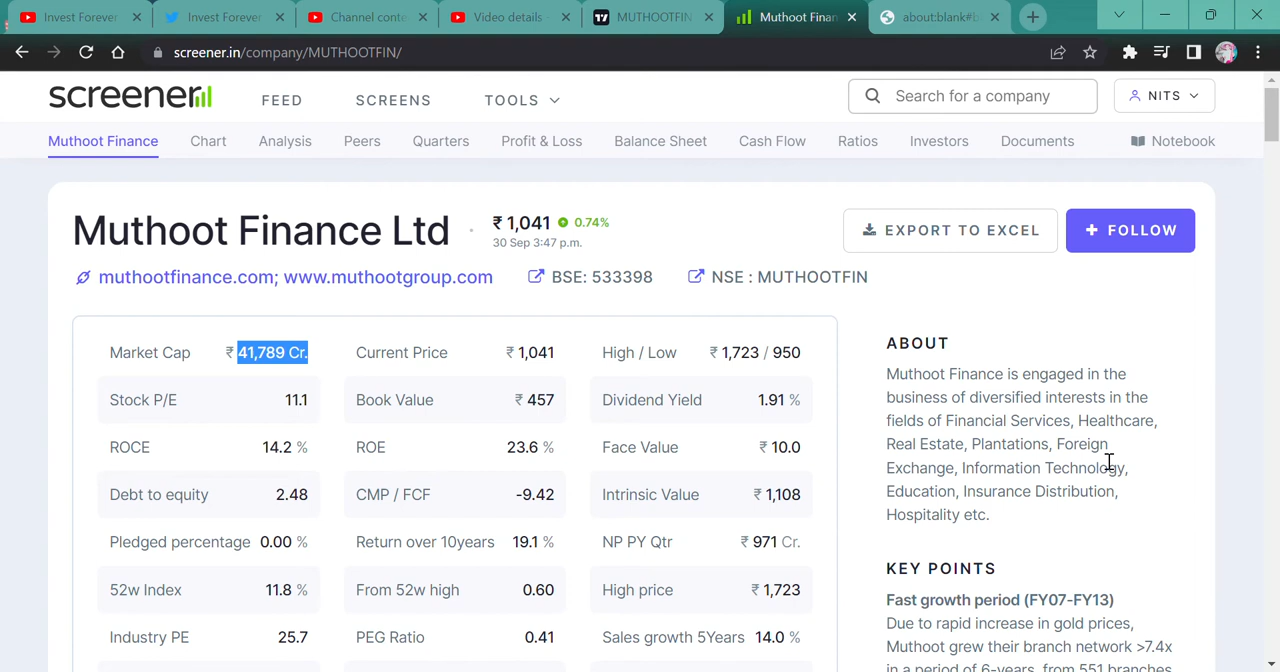 Invest Forever
Invest Forever
Channel conte
Video details -
MUTHOOTFIN
Muthoot Finan
about:blank#b
screener.in/company/MUTHOOTFIN/
screener
FEED
SCREENS
TOOLS
Search for a company
NITS
Muthoot Finance
Chart
Analysis
Peers
Quarters
Profit & Loss
Balance Sheet
Cash Flow
Ratios
Investors
Documents
Notebook
Muthoot Finance Ltd
₹ 1,041 0.74%
30 Sep 3:47 p.m.
EXPORT TO EXCEL
FOLLOW
muthootfinance.com; www.muthootgroup.com
BSE: 533398
NSE : MUTHOOTFIN
Market Cap ₹ 41,789 Cr.
Current Price ₹ 1,041
High / Low ₹ 1,723 / 950
Stock P/E 11.1
Book Value ₹ 457
Dividend Yield 1.91 %
ROCE 14.2 %
ROE 23.6 %
Face Value ₹ 10.0
Debt to equity 2.48
CMP / FCF -9.42
Intrinsic Value ₹ 1,108
Pledged percentage 0.00 %
Return over 10years 19.1 %
NP PY Qtr ₹ 971 Cr.
52w Index 11.8 %
From 52w high 0.60
High price ₹ 1,723
Industry PE 25.7
PEG Ratio 0.41
Sales growth 5Years 14.0 %
ABOUT
Muthoot Finance is engaged in the
business of diversified interests in the
fields of Financial Services, Healthcare,
Real Estate, Plantations, Foreign
Exchange, Information Technology,
Education, Insurance Distribution,
Hospitality etc.
KEY POINTS
Fast growth period (FY07-FY13)
Due to rapid increase in gold prices,
Muthoot grew their branch network >7.4x
in a period of 6-years, from 551 branches